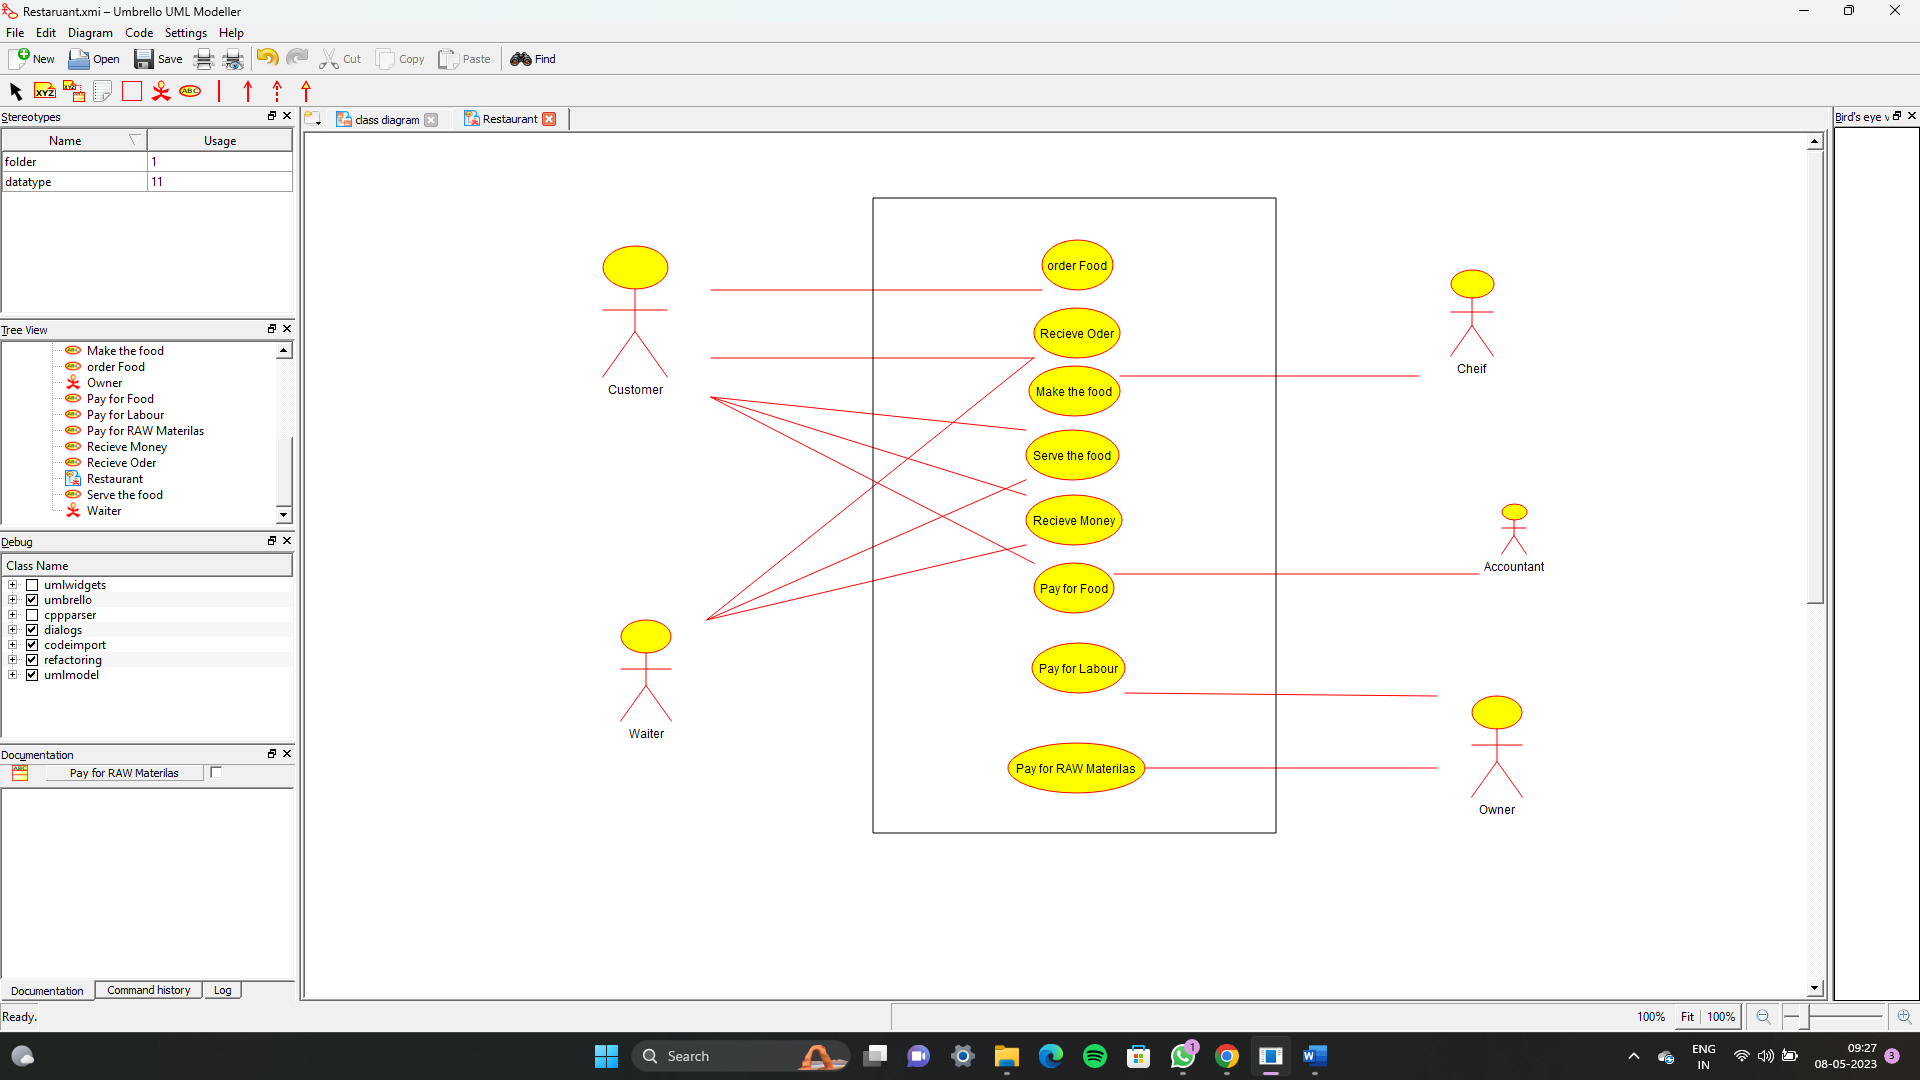 Restaruant.xmi – Umbrello UML Modeller
File Edit Diagram Code Settings Help
New Open Save Cut Copy Paste Find
XYZ XYZ ABC
Stereotypes
Name Usage
folder 1
datatype 11
Tree View
Make the food
order Food
Owner
Pay for Food
Pay for Labour
Pay for RAW Materilas
Recieve Money
Recieve Oder
Restaurant
Serve the food
Waiter
Debug
Class Name
umlwidgets
umbrello
cppparser
dialogs
codeimport
refactoring
umlmodel
Documentation
Pay for RAW Materilas
Documentation Command history Log
Ready.
class diagram Restaurant
Customer
Waiter
order Food
Recieve Oder
Make the food
Serve the food
Recieve Money
Pay for Food
Pay for Labour
Pay for RAW Materilas
Cheif
Accountant
Owner
Bird's eye v
100% Fit 100%
Search
1
ENG
IN
09:27
08-05-2023
3